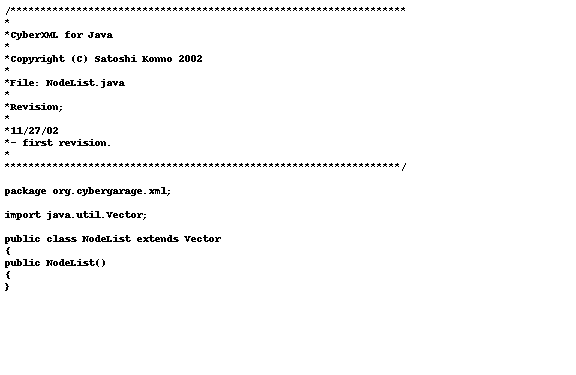 /******************************************************************
*
*CyberXML for Java
*
*Copyright (C) Satoshi Konno 2002
*
*File: NodeList.java
*
*Revision;
*
*11/27/02
*- first revision.
*
******************************************************************/
package org.cybergarage.xml;
import java.util.Vector;
public class NodeList extends Vector
{
public NodeList()
{
}